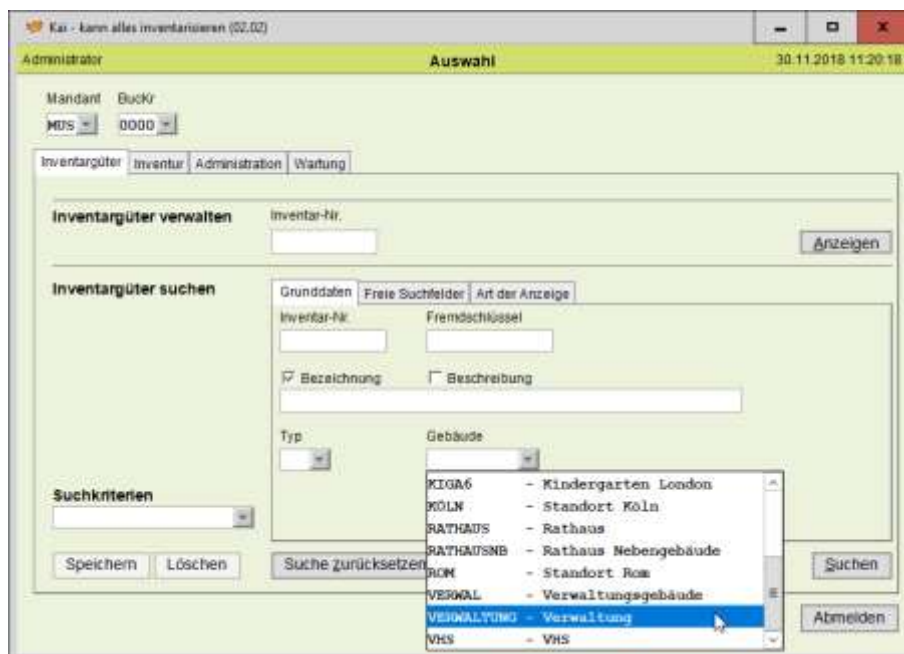 Kai - kann alles inventarisieren (02.02)
Administrator Auswahl 30.11.2018 11:20:18
Mandant BucKr
MUS 0000
Inventargüter Inventur Administration Wartung
Inventargüter verwalten Inventar-Nr.
Anzeigen
Inventargüter suchen Grunddaten Freie Suchfelder Art der Anzeige
Inventar-Nr. Fremdschlüssel
Bezeichnung Beschreibung
Typ Gebäude
KIGA6 - Kindergarten London
KÖLN - Standort Köln
RATHAUS - Rathaus
RATHAUSNB - Rathaus Nebengebäude
ROM - Standort Rom
VERWAL - Verwaltungsgebäude
VERWALTUNG - Verwaltung
VHS - VHS
Suchkriterien
Speichern Löschen Suche zurücksetzen Suchen
Abmelden